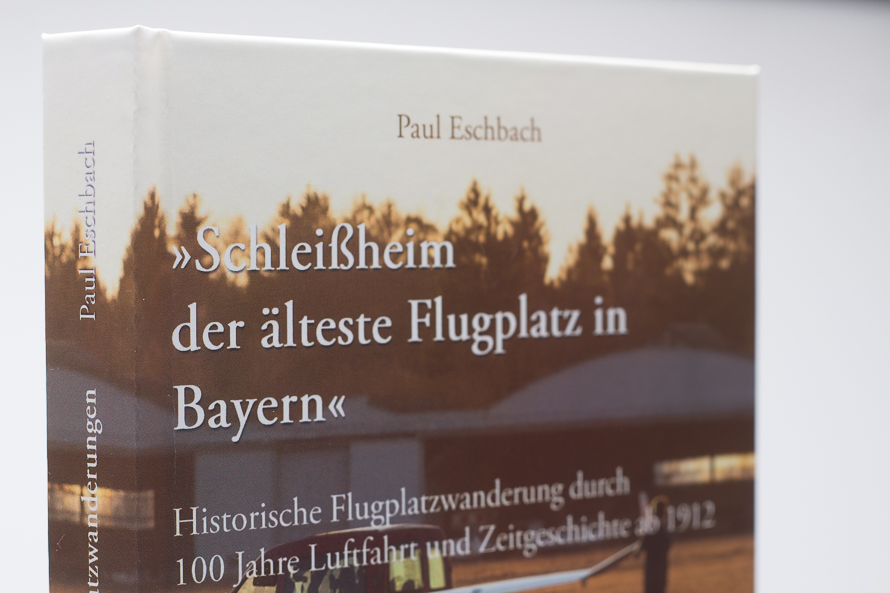 Paul Eschbach
»Schleißheim
der älteste Flugplatz in
Bayern«
Historische Flugplatzwanderung durch
100 Jahre Luftfahrt und Zeitgeschichte ab 1912
Paul Eschbach
tzwanderungen